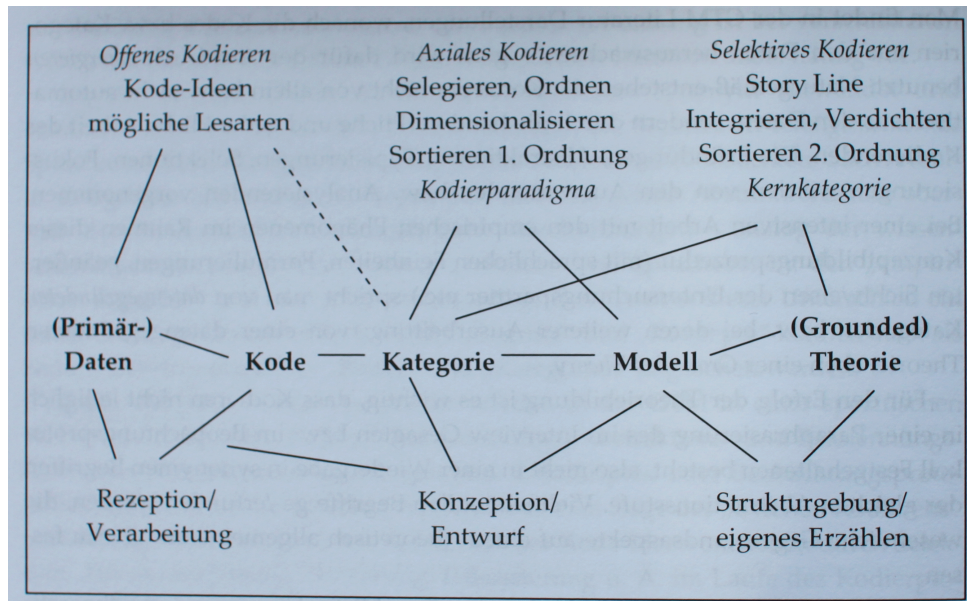 Offenes Kodieren
Kode-Ideen
mögliche Lesarten
Axiales Kodieren
Selegieren, Ordnen
Dimensionalisieren
Sortieren 1. Ordnung
Kodierparadigma
Selektives Kodieren
Story Line
Integrieren, Verdichten
Sortieren 2. Ordnung
Kernkategorie
(Primär-)
Daten
Kode
Kategorie
Modell
(Grounded)
Theorie
Rezeption/
Verarbeitung
Konzeption/
Entwurf
Strukturgebung/
eigenes Erzählen